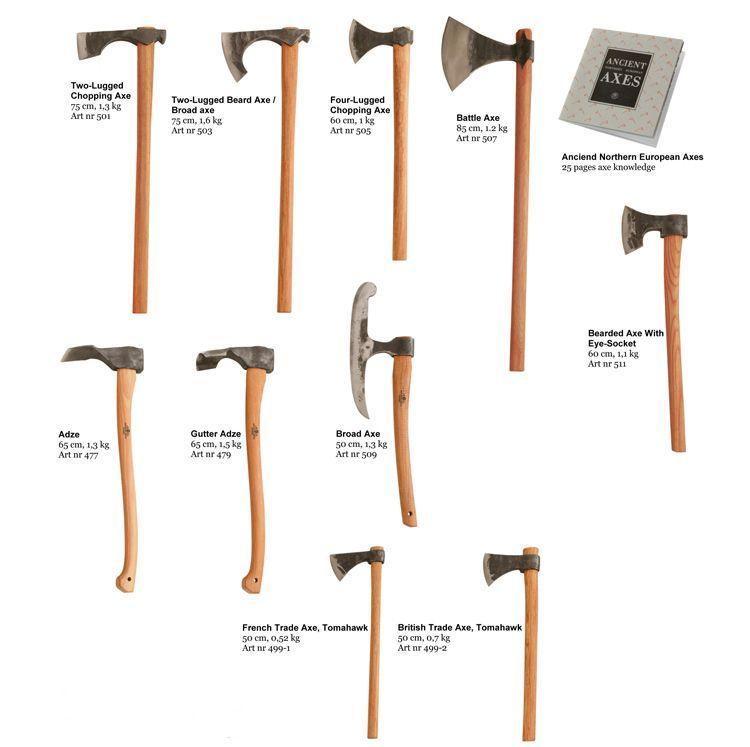 Two-Lugged
Chopping Axe
75 cm, 1,3 kg
Art nr 501
Two-Lugged Beard Axe /
Broad axe
75 cm, 1,6 kg
Art nr 503
Four-Lugged
Chopping Axe
60 cm, 1 kg
Art nr 505
Battle Axe
85 cm, 1.2 kg
Art nr 507
ANCIENT
NORTHERN EUROPEAN
AXES
Anciend Northern European Axes
25 pages axe knowledge
Bearded Axe With
Eye-Socket
60 cm, 1,1 kg
Art nr 511
Adze
65 cm, 1,3 kg
Art nr 477
Gutter Adze
65 cm, 1,5 kg
Art nr 479
Broad Axe
50 cm, 1,3 kg
Art nr 509
French Trade Axe, Tomahawk
50 cm, 0,52 kg
Art nr 499-1
British Trade Axe, Tomahawk
50 cm, 0,7 kg
Art nr 499-2